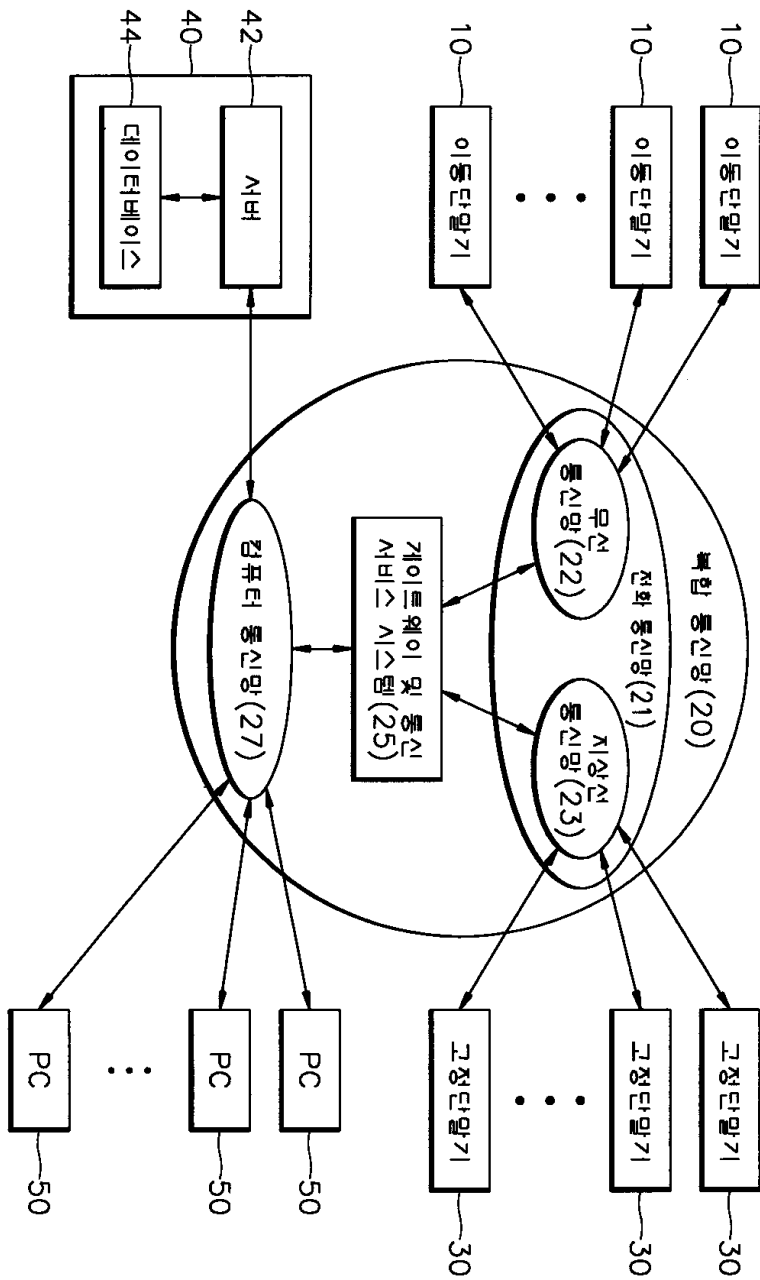 10
이동단말기
복합 통신망(20)
고정단말기
30
10
이동단말기
전화 통신망(21)
고정단말기
30
무선
통신망(22)
지상선
통신망(23)
10
이동단말기
고정단말기
30
게이트웨이 및 통신
서비스 시스템(25)
40
42
서버
44
데이터베이스
컴퓨터 통신망(27)
PC
50
PC
50
PC
50